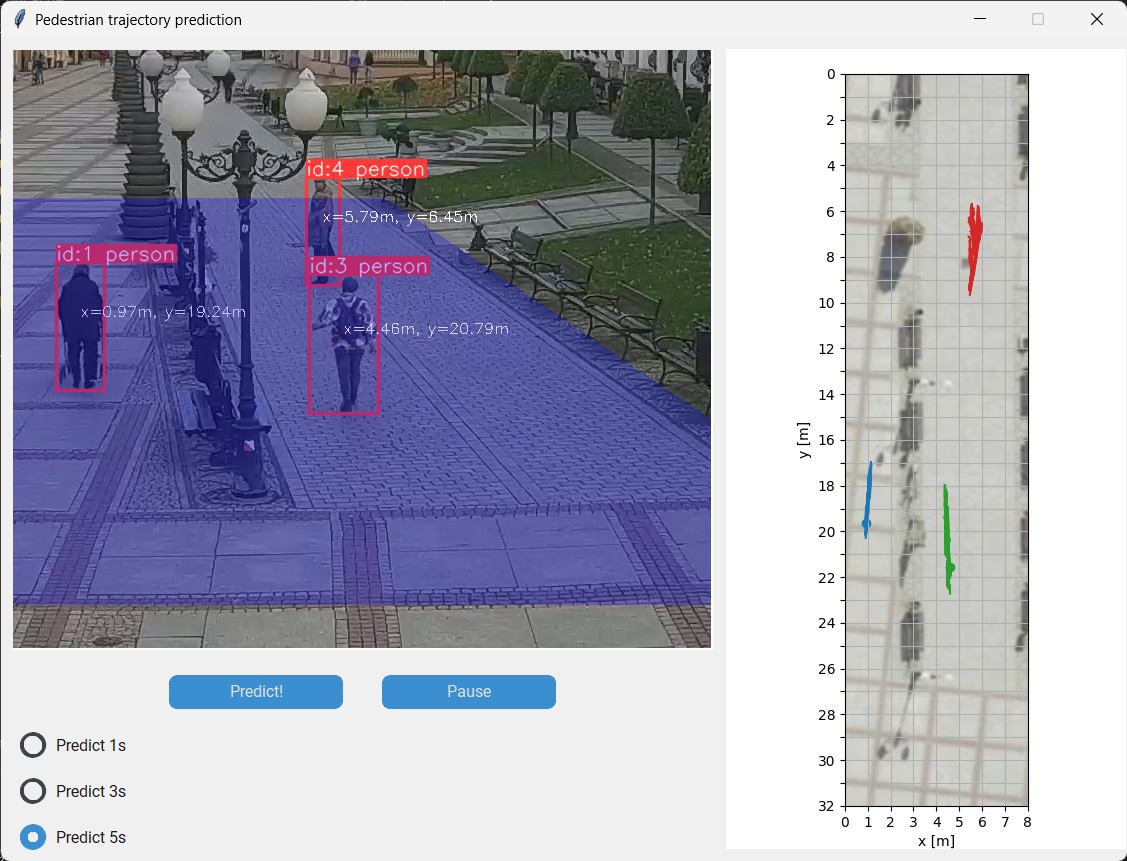 Pedestrian trajectory prediction
id:4 person
x=5.79m, y=6.45m
id:1 person
id:3 person
x=0.97m, y=19.24m
x=4.46m, y=20.79m
Predict!
Pause
Predict 1s
Predict 3s
Predict 5s
0
2
4
6
8
10
12
14
16
18
20
22
24
26
28
30
32
y [m]
0 1 2 3 4 5 6 7 8
x [m]